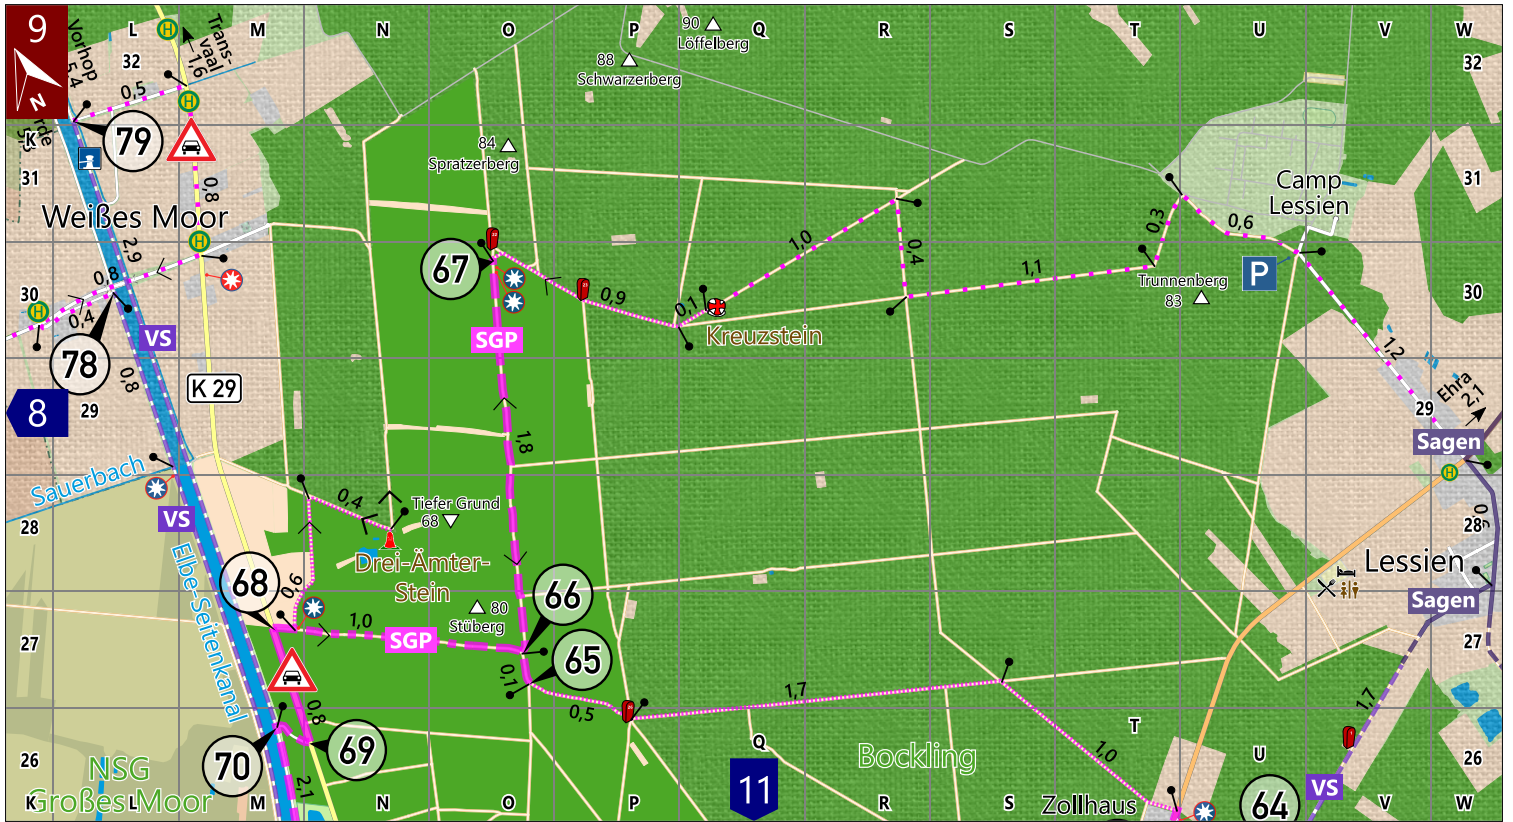 9
N
L
M
N
O
P
Q
R
S
T
U
V
W
32
32
Vorhop
5,4
Trans-
vaal
1,6
H
90
Löffelberg
88
Schwarzerberg
0,5
H
79
K
31
84
Spratzerberg
0,8
31
Camp
Lessien
Weißes Moor
H
2,9
0,8
67
1,0
0,4
0,3
0,6
1,1
P
Trunnenberg
83
30
30
H
0,4
0,9
0,1
Kreuzstein
78
VS
SGP
0,8
K 29
1,2
8
29
29
Ehra
2,1
1,8
Sagen
H
Sauerbach
VS
0,4
Tiefer Grund
68
28
28
Drei-Ämter-
Stein
Elbe-Seitenkanal
68
0,6
66
80
Stüberg
Lessien
Sagen
27
27
1,0
SGP
65
0,1
0,5
1,7
1,7
0,8
69
70
26
26
NSG
GroßesMoor
2,1
Q
11
Bockling
T
1,0
U
VS
Zollhaus
64
K
L
M
N
O
P
R
S
V
W